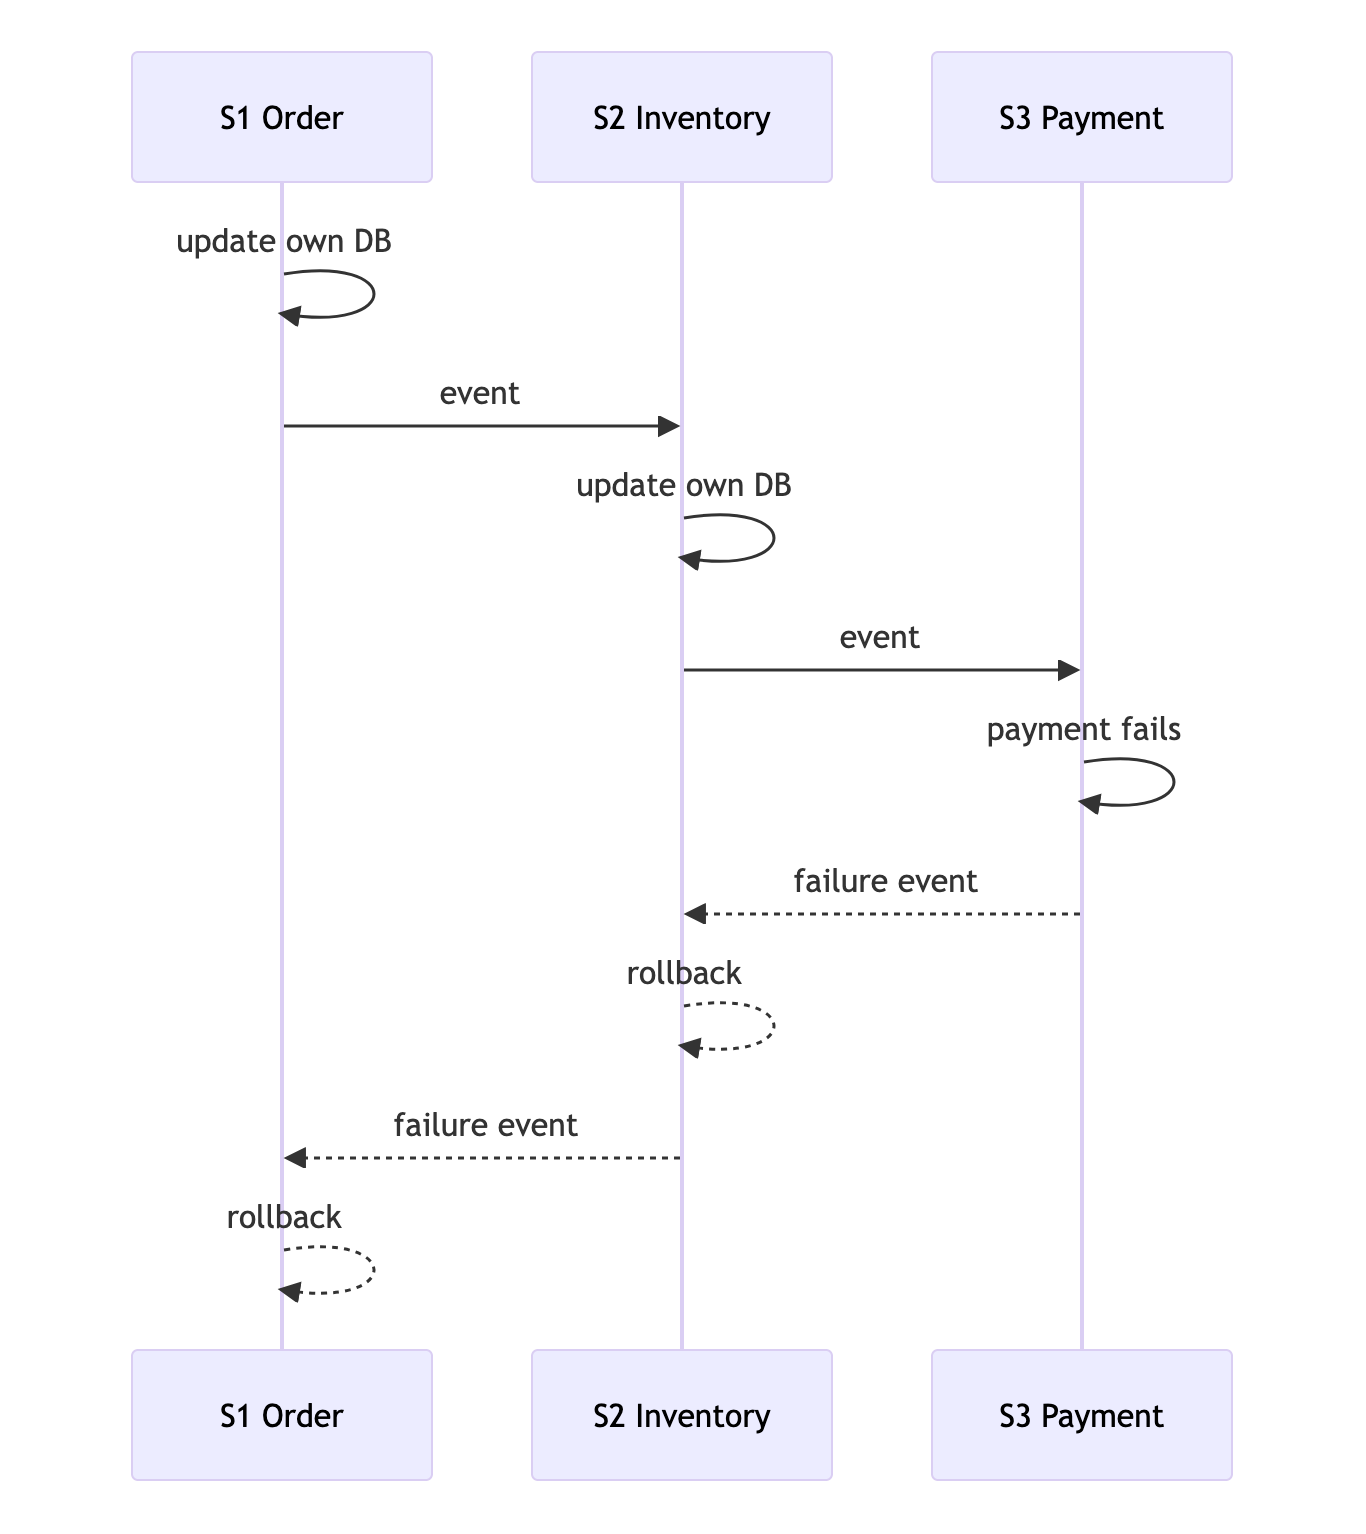 S1 Order
S2 Inventory
S3 Payment
update own DB
event
update own DB
event
payment fails
failure event
rollback
failure event
rollback
S1 Order
S2 Inventory
S3 Payment